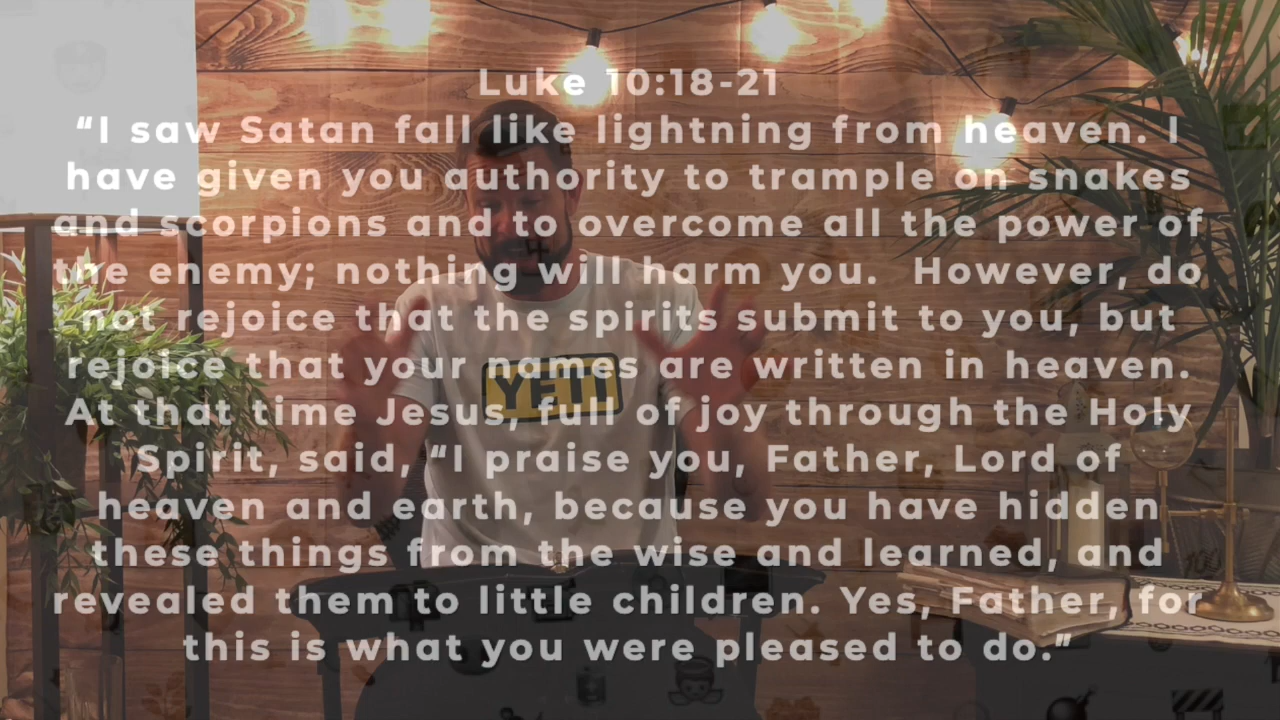 Luke 10:18-21
“I saw Satan fall like lightning from heaven. I
have given you authority to trample on snakes
and scorpions and to overcome all the power of
the enemy; nothing will harm you.  However, do
not rejoice that the spirits submit to you, but
rejoice that your names are written in heaven.
At that time Jesus, full of joy through the Holy
Spirit, said, “I praise you, Father, Lord of
heaven and earth, because you have hidden
these things from the wise and learned, and
revealed them to little children. Yes, Father, for
this is what you were pleased to do.”
YETI